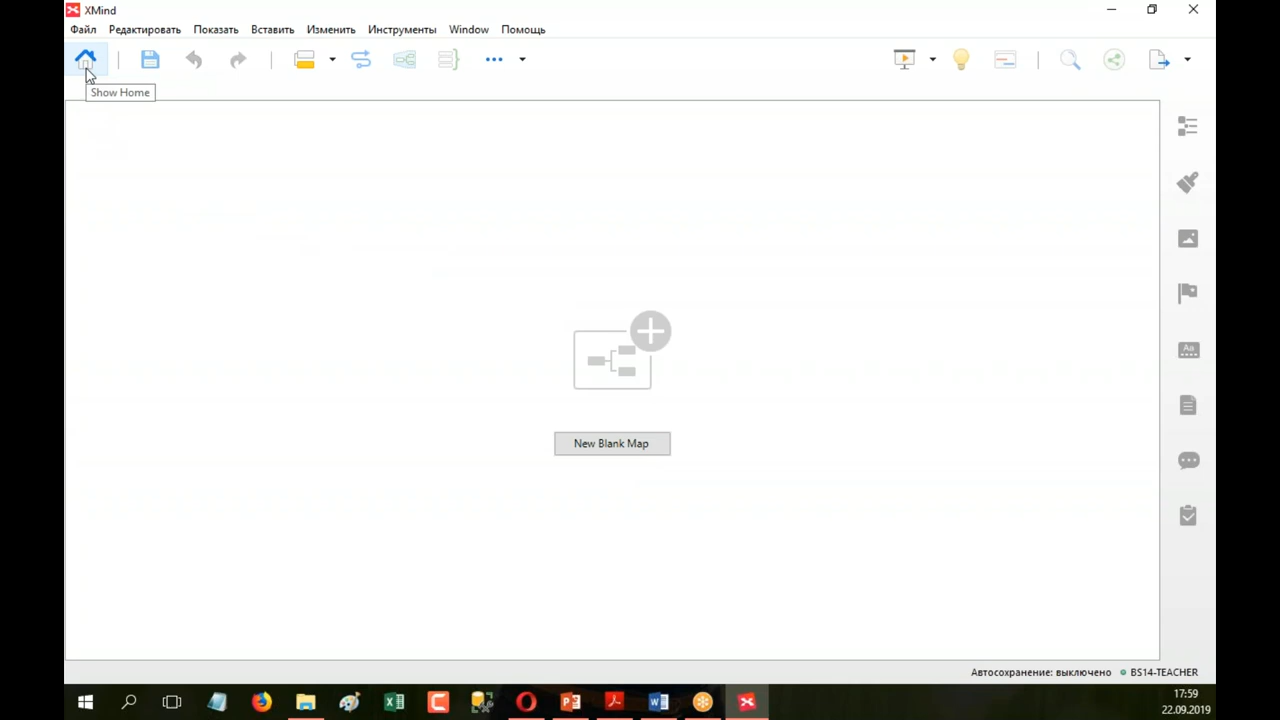 XMind
Файл Редактировать Показать Вставить Изменить Инструменты Window Помощь
Show Home
New Blank Map
Aa
Автосохранение: выключено BS14-TEACHER
17:59
22.09.2019